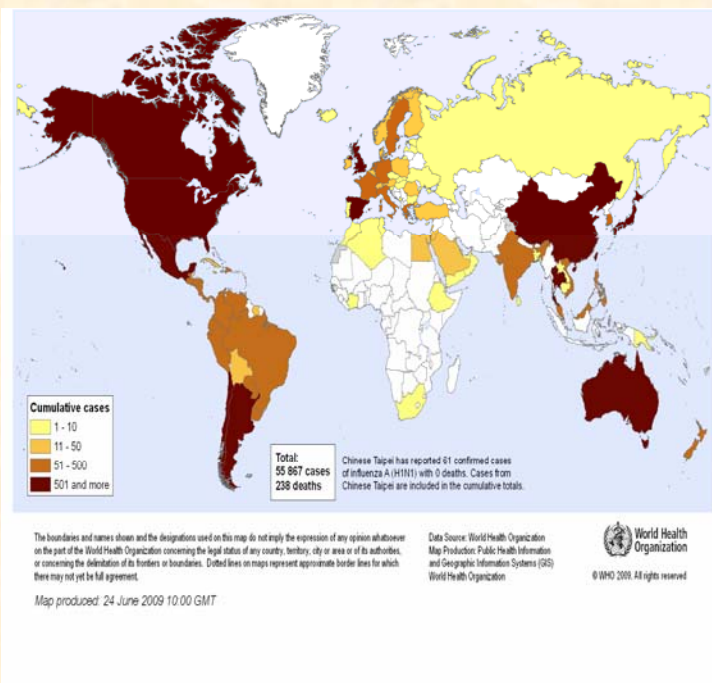 Cumulative cases
1 - 10
11 - 50
51 - 500
501 and more
Total:
55 867 cases
238 deaths
Chinese Taipei has reported 61 confirmed cases
of influenza A (H1N1) with 0 deaths. Cases from
Chinese Taipei are included in the cumulative totals.
The boundaries and names shown and the designations used on this map do not imply the expression of any opinion whatsoever
on the part of the World Health Organization concerning the legal status of any country, territory, city or area or of its authorities,
or concerning the delimitation of its frontiers or boundaries. Dotted lines on maps represent approximate border lines for which
there may not yet be full agreement.
Data Source: World Health Organization
Map Production: Public Health Information
and Geographic Information Systems (GIS)
World Health Organization
World Health
Organization
© WHO 2009. All rights reserved
Map produced: 24 June 2009 10:00 GMT